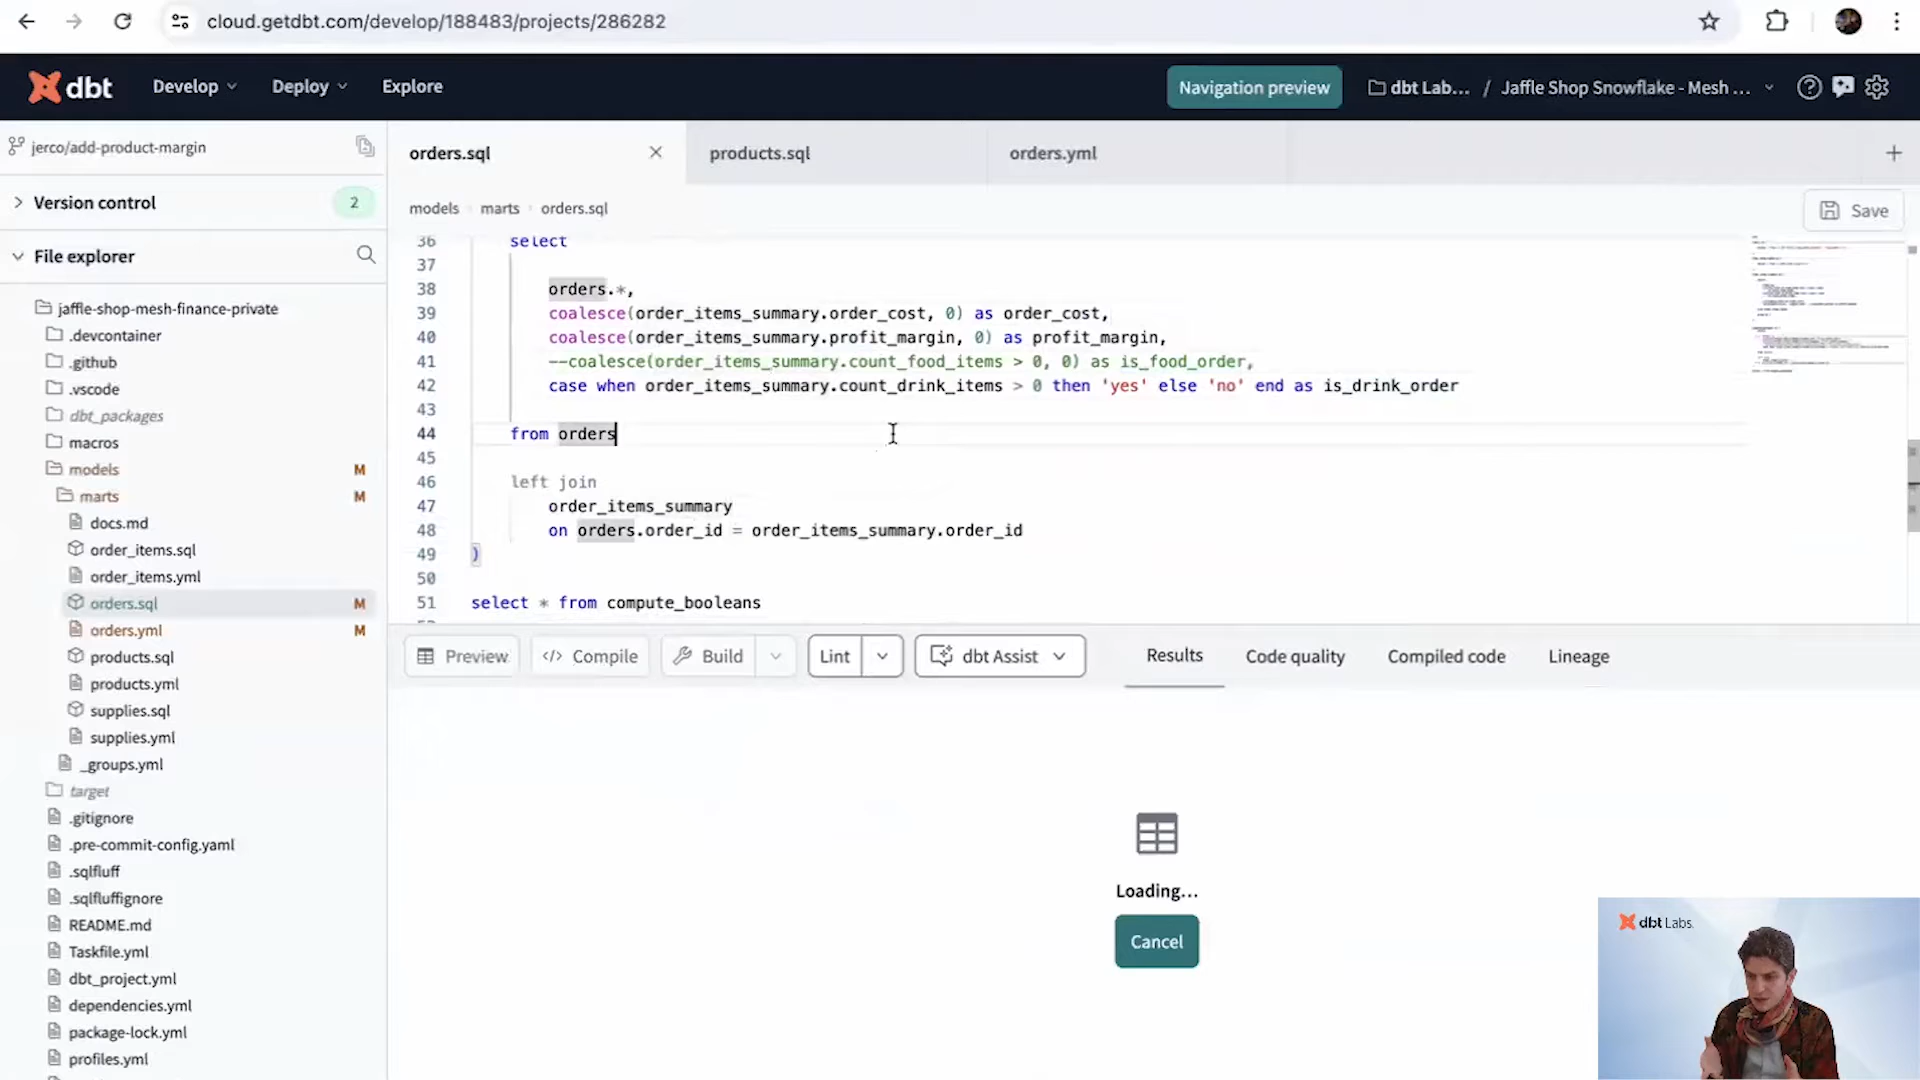 cloud.getdbt.com/develop/188483/projects/286282
dbt
Develop
Deploy
Explore
Navigation preview
dbt Lab... / Jaffle Shop Snowflake - Mesh ...
jerco/add-product-margin
Version control
2
File explorer
jaffle-shop-mesh-finance-private
.devcontainer
.github
.vscode
dbt_packages
macros
models M
marts M
docs.md
order_items.sql
order_items.yml
orders.sql M
orders.yml M
products.sql
products.yml
supplies.sql
supplies.yml
_groups.yml
target
.gitignore
.pre-commit-config.yaml
.sqlfluff
.sqlfluffignore
README.md
Taskfile.yml
dbt_project.yml
dependencies.yml
package-lock.yml
profiles.yml
orders.sql
products.sql
orders.yml
models marts orders.sql
Save
36 select
37
38 orders.*,
39 coalesce(order_items_summary.order_cost, 0) as order_cost,
40 coalesce(order_items_summary.profit_margin, 0) as profit_margin,
41 --coalesce(order_items_summary.count_food_items > 0, 0) as is_food_order,
42 case when order_items_summary.count_drink_items > 0 then 'yes' else 'no' end as is_drink_order
43
44 from orders
45
46 left join
47 order_items_summary
48 on orders.order_id = order_items_summary.order_id
49 )
50
51 select * from compute_booleans
Preview
Compile
Build
Lint
dbt Assist
Results
Code quality
Compiled code
Lineage
Loading...
Cancel
dbt Labs